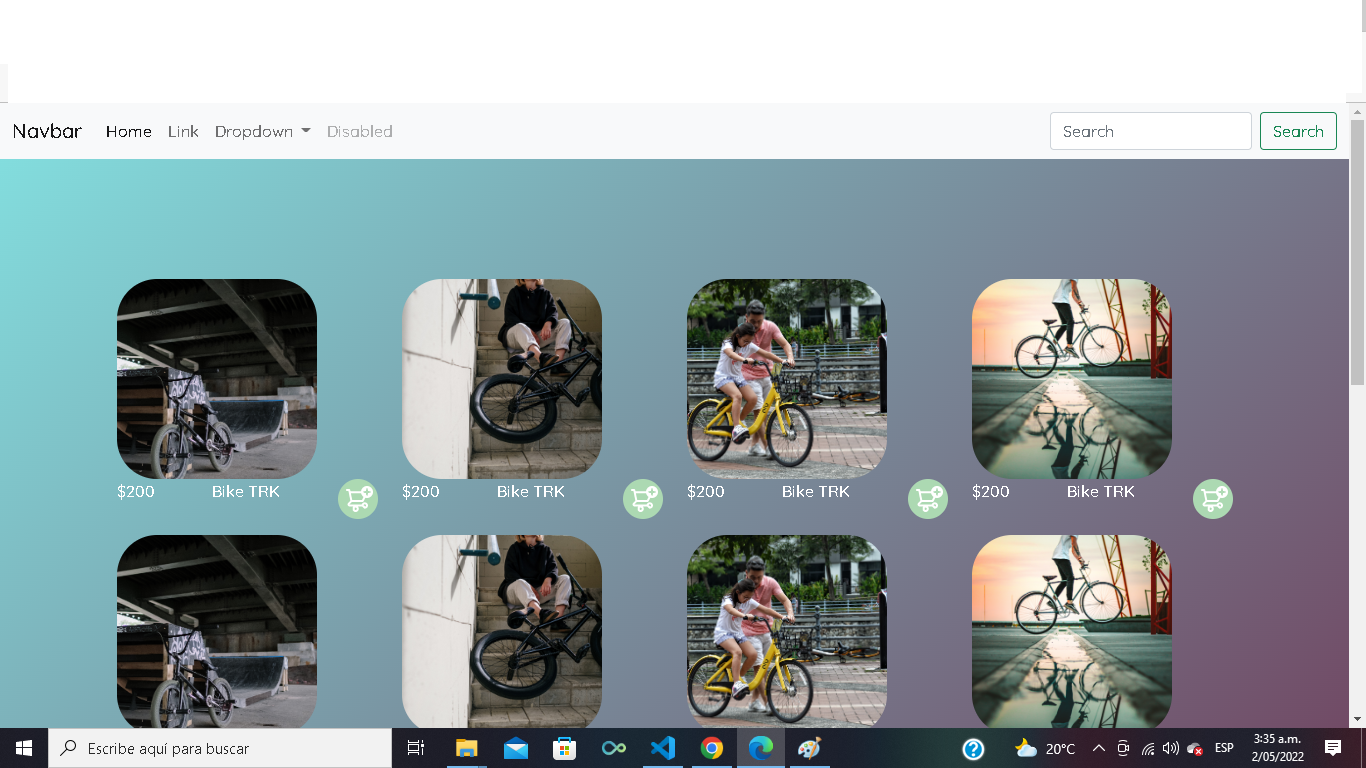 Navbar Home Link Dropdown Disabled Search Search
$200 Bike TRK $200 Bike TRK $200 Bike TRK $200 Bike TRK
Escribe aquí para buscar 20°C ESP 3:35 a.m.
2/05/2022